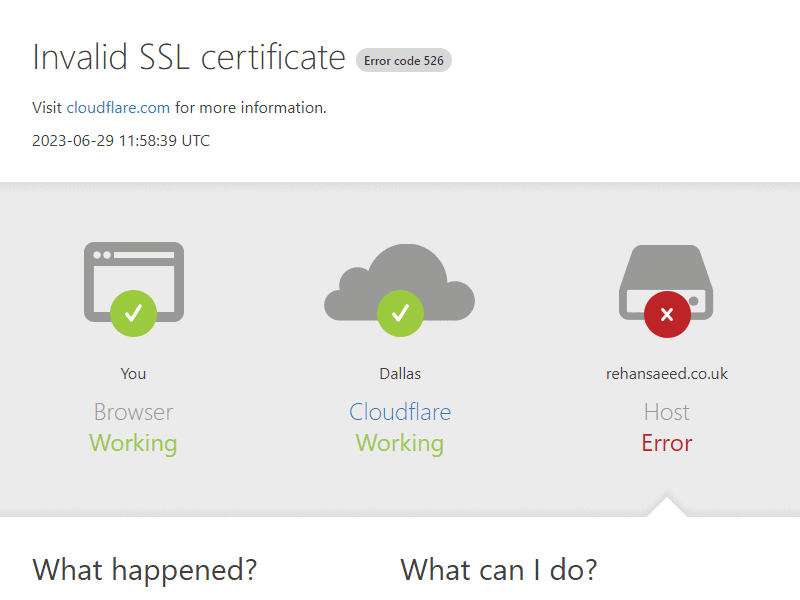 Invalid SSL certificate Error code 526
Visit cloudflare.com for more information.
2023-06-29 11:58:39 UTC
You
Browser
Working
Dallas
Cloudflare
Working
rehansaeed.co.uk
Host
Error
What happened?
What can I do?